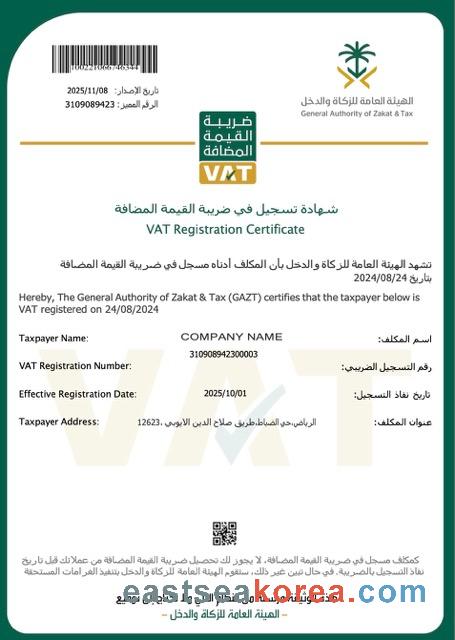 100221066746344
تاريخ الإصدار: 2025/11/08
الرقم المميز: 3109089423
الهيئة العامة للزكاة والدخل
General Authority of Zakat & Tax
ضريبة
القيمة
المضافة
VAT
شهادة تسجيل في ضريبة القيمة المضافة
VAT Registration Certificate
تشهد الهيئة العامة للزكاة والدخل بأن المكلف أدناه مسجل في ضريبة القيمة المضافة
بتاريخ 2024/08/24
Hereby, The General Authority of Zakat & Tax (GAZT) certifies that the taxpayer below is
VAT registered on 24/08/2024
Taxpayer Name: COMPANY NAME اسم المكلف:
VAT Registration Number: 310908942300003 رقم التسجيل الضريبي:
Effective Registration Date: 2025/10/01 تاريخ نفاذ التسجيل:
Taxpayer Address: الرياض،حي الضباط،طريق صلاح الدين الايوبي ،12623 عنوان المكلف:
VAT
كمكلف مسجل في ضريبة القيمة المضافة، لا يجوز لك تحصيل ضريبة القيمة المضافة من عملائك قبل تاريخ
نفاذ التسجيل بالضريبة. في حال تبين غير ذلك، ستقوم الهيئة العامة للزكاة والدخل بتنفيذ الغرامات المستحقة
eastseakorea.com
– الهيئة العامة للزكاة والدخل –